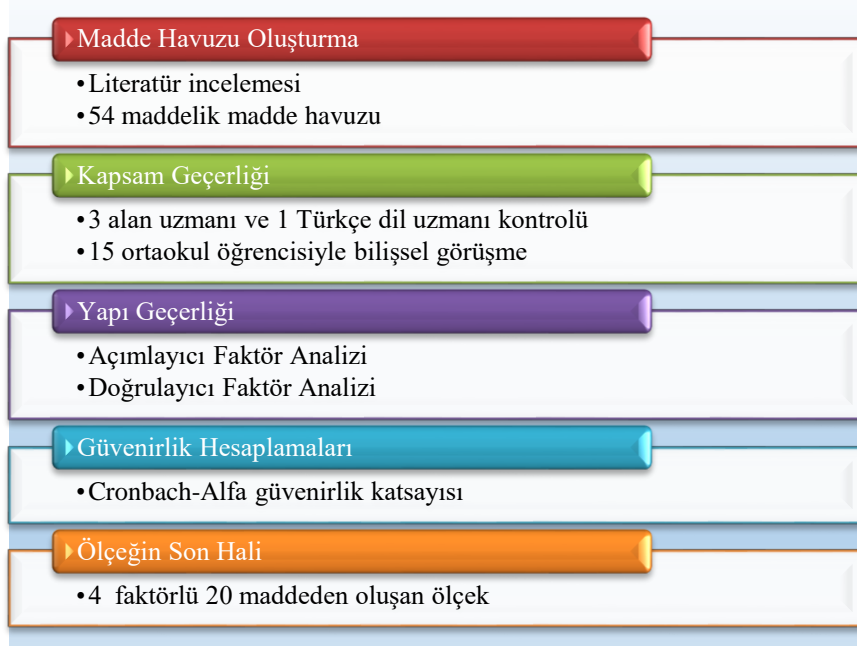 Madde Havuzu Oluşturma
•Literatür incelemesi
•54 maddelik madde havuzu
Kapsam Geçerliği
•3 alan uzmanı ve 1 Türkçe dil uzmanı kontrolü
•15 ortaokul öğrencisiyle bilişsel görüşme
Yapı Geçerliği
•Açımlayıcı Faktör Analizi
•Doğrulayıcı Faktör Analizi
Güvenirlik Hesaplamaları
•Cronbach-Alfa güvenirlik katsayısı
Ölçeğin Son Hali
•4 faktörlü 20 maddeden oluşan ölçek